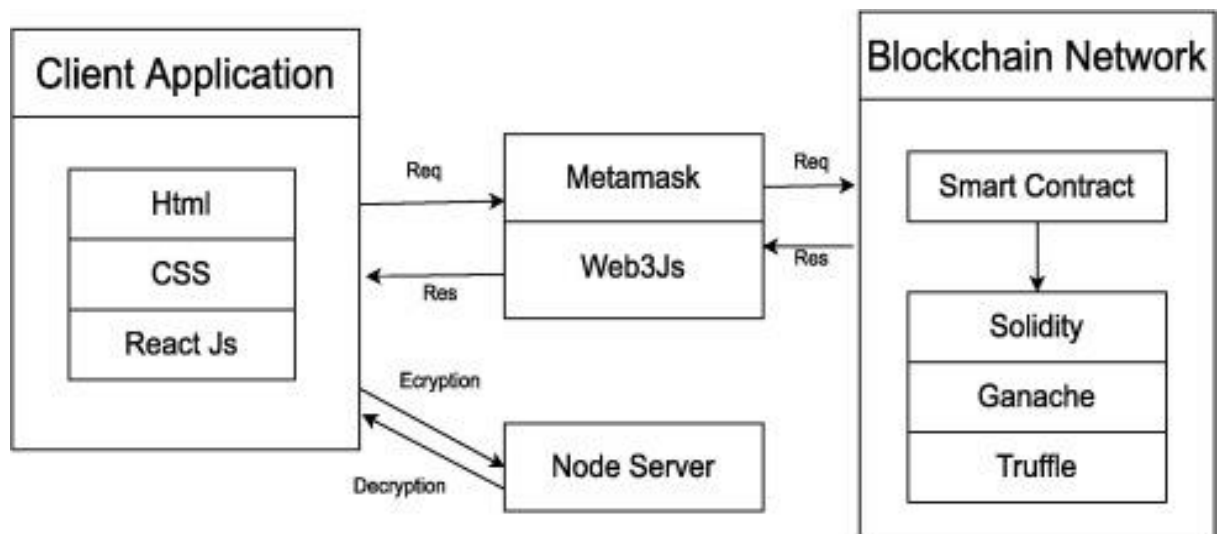 Client Application
Html
CSS
React Js
Req
Res
Metamask
Web3Js
Req
Res
Ecryption
Decryption
Node Server
Blockchain Network
Smart Contract
Solidity
Ganache
Truffle